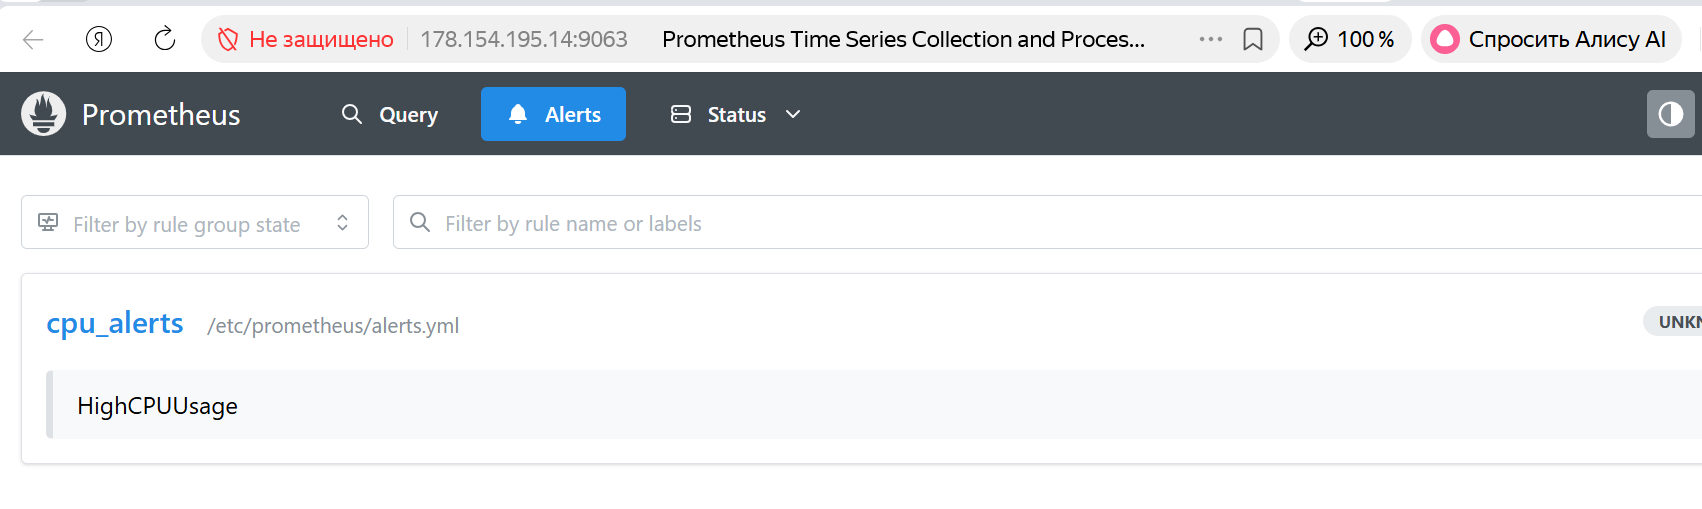 Я Не защищено 178.154.195.14:9063 Prometheus Time Series Collection and Proces... 100 % Спросить Алису AI
Prometheus Query Alerts Status
Filter by rule group state Filter by rule name or labels
cpu_alerts /etc/prometheus/alerts.yml
HighCPUUsage